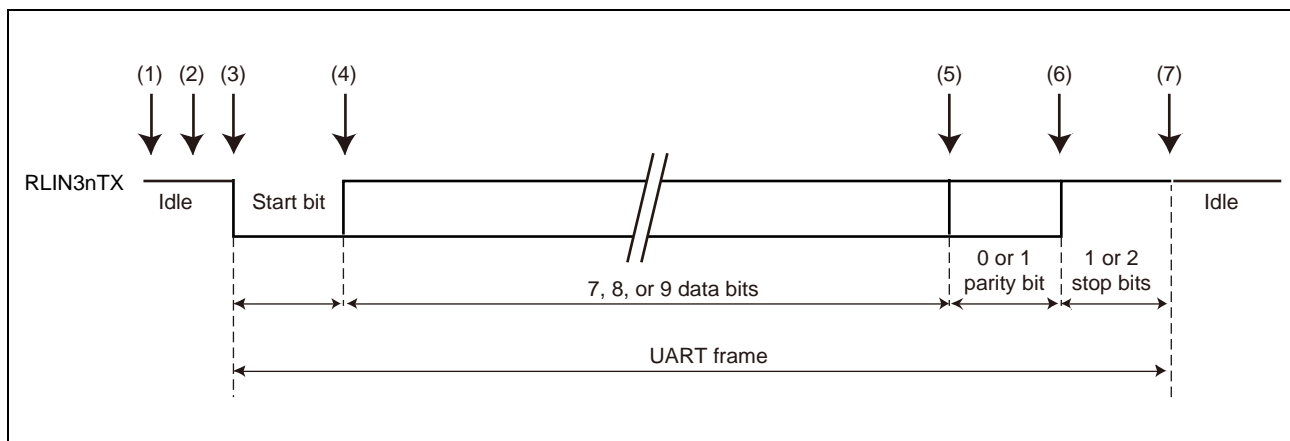 (1) (2) (3) (4) (5) (6) (7)
RLIN3nTX
Idle
Start bit
Idle
7, 8, or 9 data bits
0 or 1
parity bit
1 or 2
stop bits
UART frame